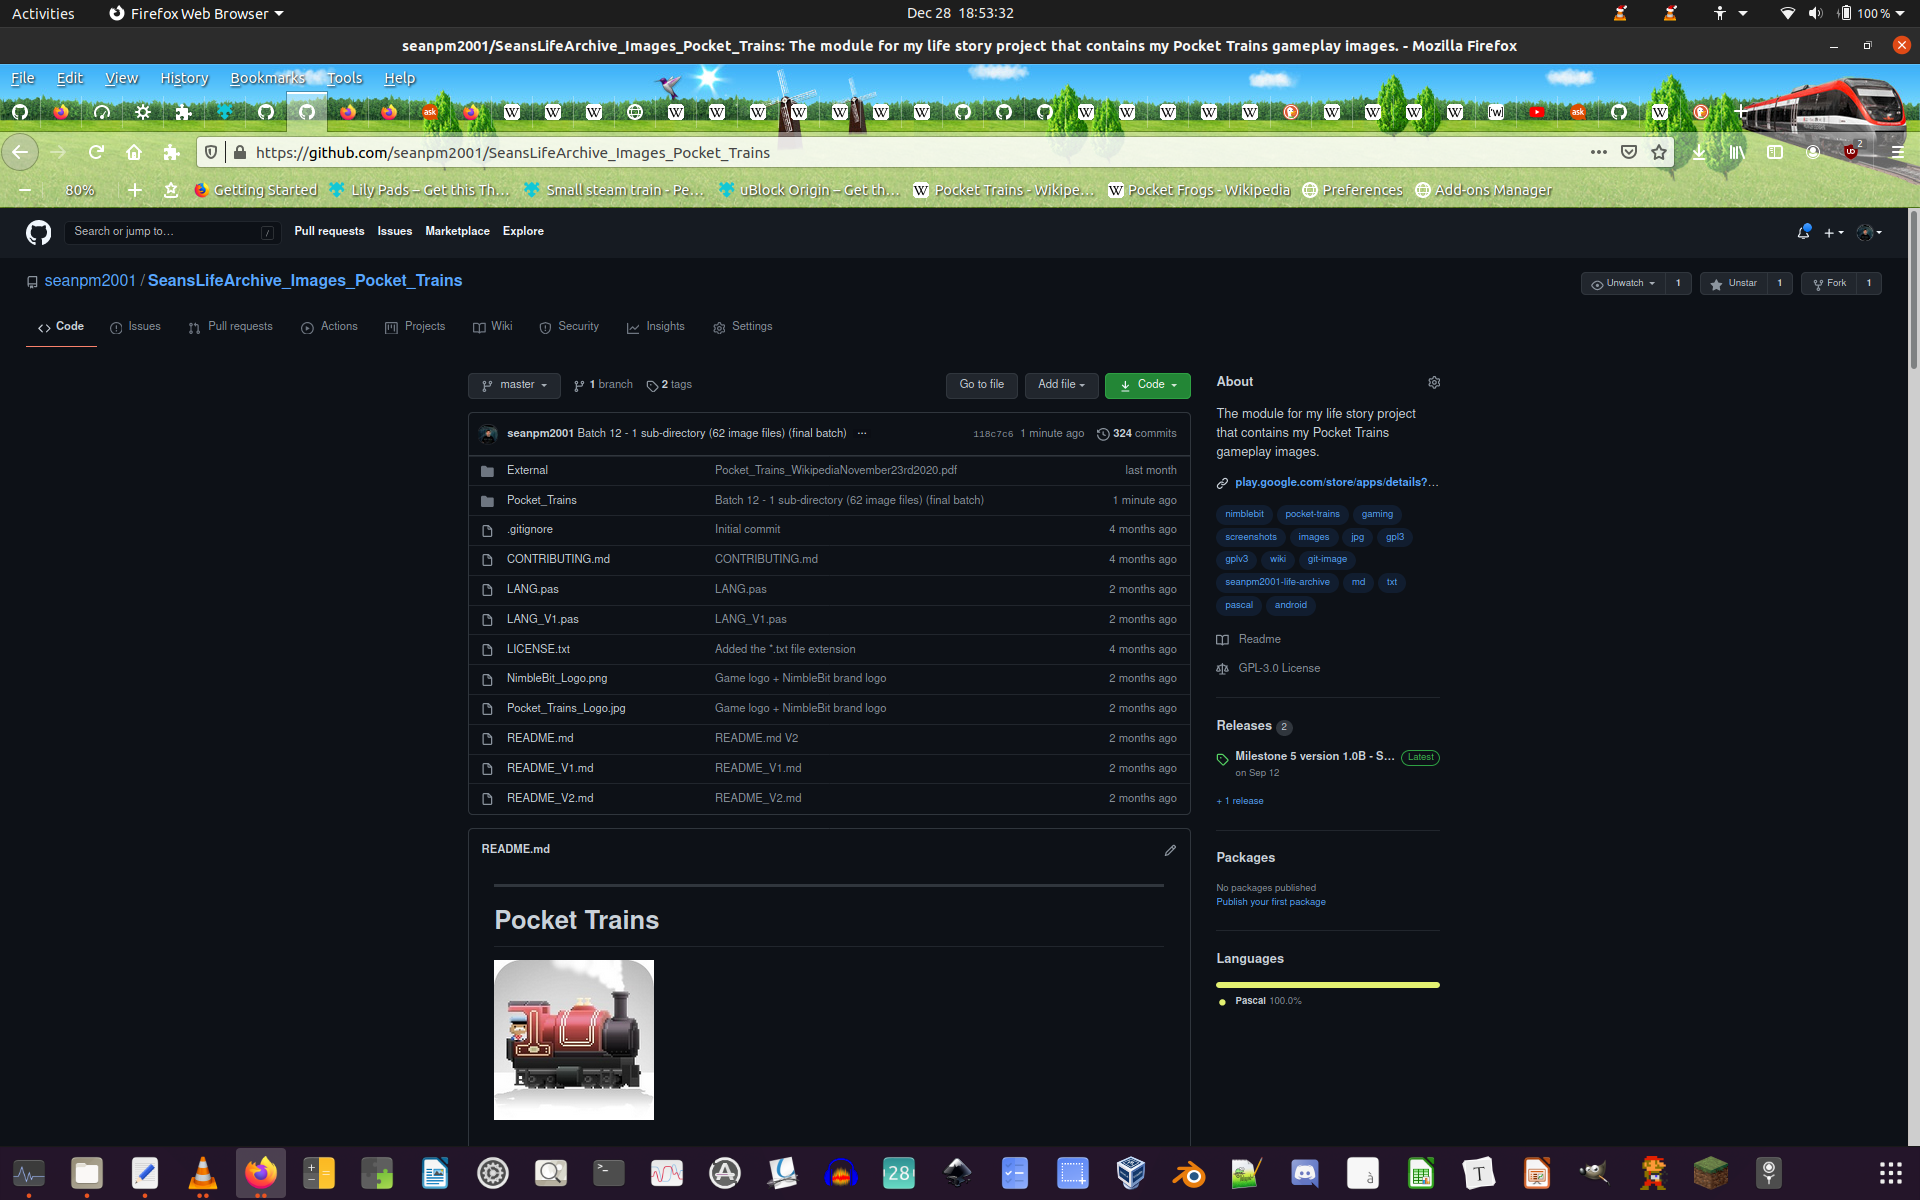 Activities Firefox Web Browser Dec 28 18:53:32 100 %
seanpm2001/SeansLifeArchive_Images_Pocket_Trains: The module for my life story project that contains my Pocket Trains gameplay images. - Mozilla Firefox
File Edit View History Bookmarks Tools Help
https://github.com/seanpm2001/SeansLifeArchive_Images_Pocket_Trains
80% Getting Started Lily Pads – Get this Th… Small steam train - Pe… uBlock Origin – Get th… Pocket Trains - Wikipe… Pocket Frogs - Wikipedia Preferences Add-ons Manager
Search or jump to… / Pull requests Issues Marketplace Explore
seanpm2001 / SeansLifeArchive_Images_Pocket_Trains Unwatch 1 Unstar 1 Fork 1
Code Issues Pull requests Actions Projects Wiki Security Insights Settings
master 1 branch 2 tags Go to file Add file Code
seanpm2001 Batch 12 - 1 sub-directory (62 image files) (final batch) ... 118c7c6 1 minute ago 324 commits
External Pocket_Trains_WikipediaNovember23rd2020.pdf last month
Pocket_Trains Batch 12 - 1 sub-directory (62 image files) (final batch) 1 minute ago
.gitignore Initial commit 4 months ago
CONTRIBUTING.md CONTRIBUTING.md 4 months ago
LANG.pas LANG.pas 2 months ago
LANG_V1.pas LANG_V1.pas 2 months ago
LICENSE.txt Added the *.txt file extension 4 months ago
NimbleBit_Logo.png Game logo + NimbleBit brand logo 2 months ago
Pocket_Trains_Logo.jpg Game logo + NimbleBit brand logo 2 months ago
README.md README.md V2 2 months ago
README_V1.md README_V1.md 2 months ago
README_V2.md README_V2.md 2 months ago
README.md
Pocket Trains
About
The module for my life story project
that contains my Pocket Trains
gameplay images.
play.google.com/store/apps/details?…
nimblebit pocket-trains gaming
screenshots images jpg gpl3
gplv3 wiki git-image
seanpm2001-life-archive md txt
pascal android
Readme
GPL-3.0 License
Releases 2
Milestone 5 version 1.0B - S… Latest
on Sep 12
+ 1 release
Packages
No packages published
Publish your first package
Languages
Pascal 100.0%
28